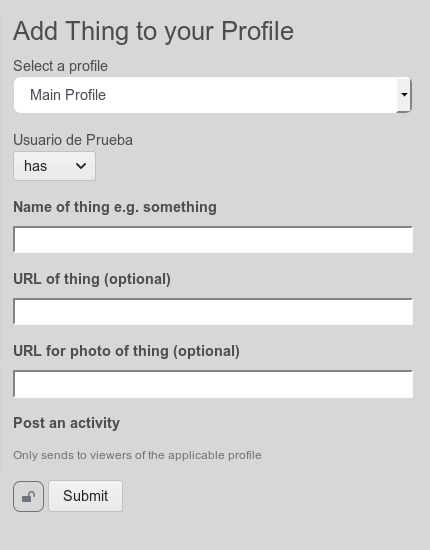 Add Thing to your Profile
Select a profile
Main Profile
Usuario de Prueba
has
Name of thing e.g. something
URL of thing (optional)
URL for photo of thing (optional)
Post an activity
Only sends to viewers of the applicable profile
Submit